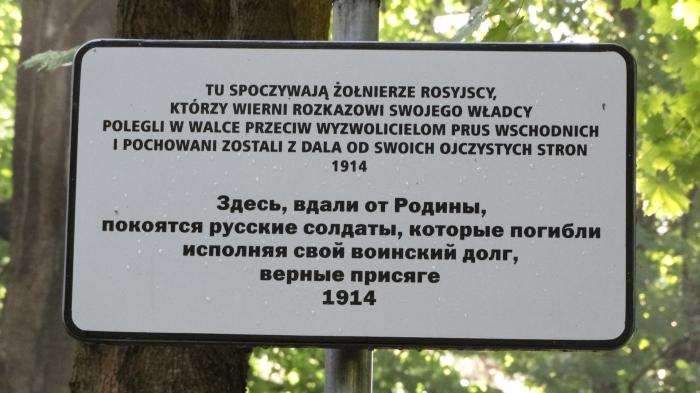 TU SPOCZYWAJĄ ŻOŁNIERZE ROSYJSCY,
KTÓRZY WIERNI ROZKAZOWI SWOJEGO WŁADCY
POLEGLI W WALCE PRZECIW WYZWOLICIELOM PRUS WSCHODNICH
I POCHOWANI ZOSTALI Z DALA OD SWOICH OJCZYSTYCH STRON
1914
Здесь, вдали от Родины,
покоятся русские солдаты, которые погибли
исполняя свой воинский долг,
верные присяге
1914